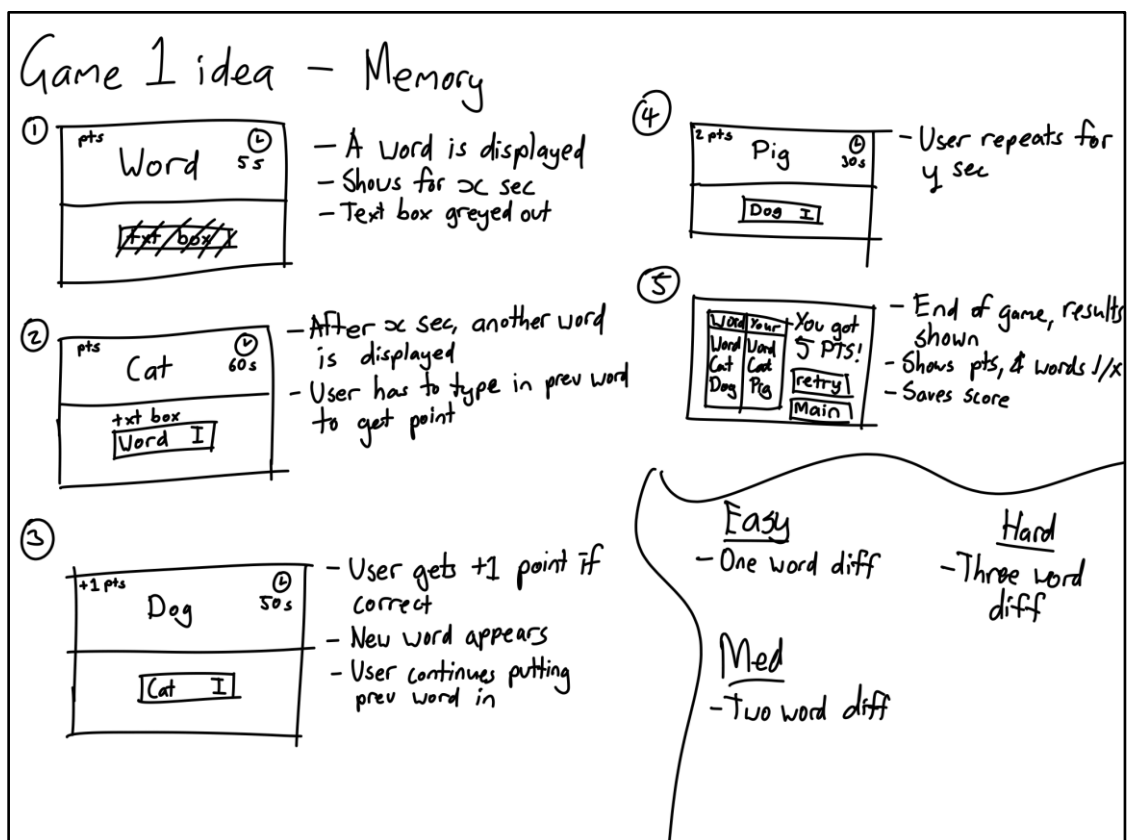 Game 1 idea - Memory
①
pts
Word
5s
txt box
- A word is displayed
- Shows for x sec
- Text box greyed out
②
pts
Cat
60s
txt box
Word I
- After x sec, another word
is displayed
- User has to type in prev word
to get point
③
+1 pts
Dog
50s
Cat I
- User gets +1 point if
correct
- New word appears
- User continues putting
prev word in
④
2 pts
Pig
30s
Dog I
- User repeats for
y sec
⑤
Word Your
Word Word
Cat Cat
Dog Pig
You got
5 PTS!
retry
Main
- End of game, results
shown
- Shows pts, & words ✓/x
- Saves score
Easy
- One word diff
Hard
- Three word
diff
Med
- Two word diff